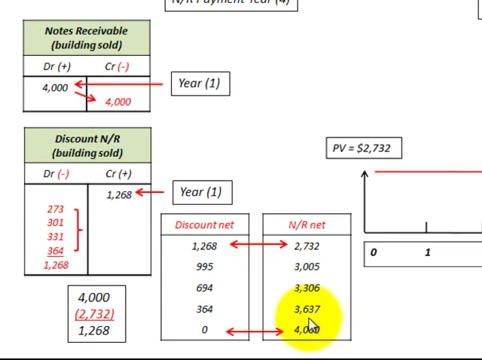 N/R Payment Year (4)
Notes Receivable
(building sold)
Dr (+) Cr (-)
4,000
4,000
Year (1)
Discount N/R
(building sold)
Dr (-) Cr (+)
1,268
Year (1)
273
301
331
364
1,268
4,000
(2,732)
1,268
Discount net N/R net
1,268 2,732
995 3,005
694 3,306
364 3,637
0 4,000
PV = $2,732
0 1